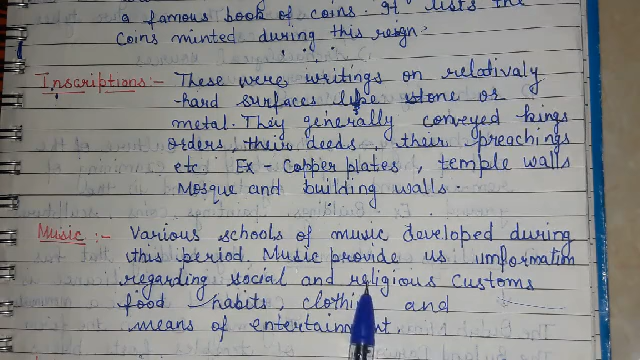 a famous book of coins. It lists the
coins minted during this reign.
Inscriptions:- These were writings on relativaly
hard surfaces like stone or
metal. They generally conveyed kings
orders, their deeds, their preachings
etc. Ex - Copper plates, temple walls
Mosque and building walls.
Music:- Various schools of music developed during
this period. Music provide us information
regarding social and religious customs
food habits clothi and
means of entertainment